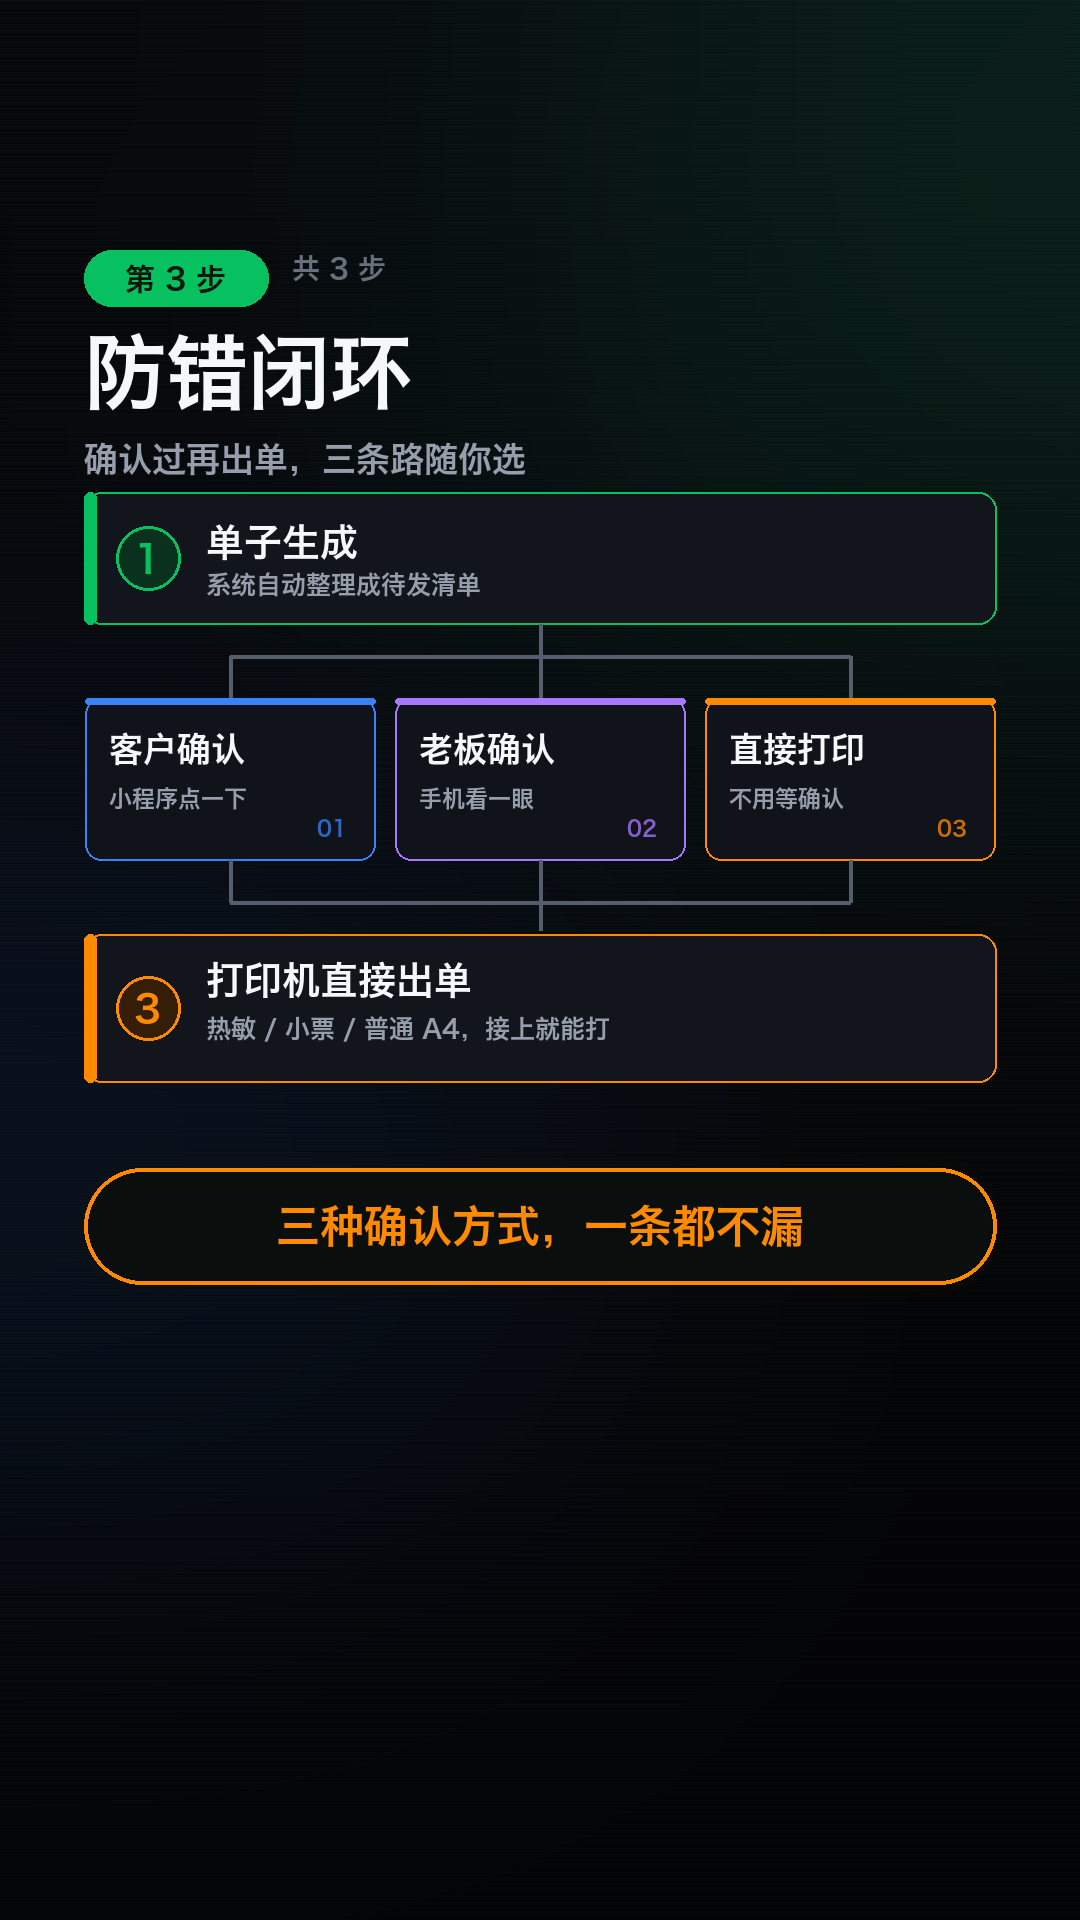 第 3 步
共 3 步
防错闭环
确认过再出单，三条路随你选
1
单子生成
系统自动整理成待发清单
客户确认
小程序点一下
01
老板确认
手机看一眼
02
直接打印
不用等确认
03
3
打印机直接出单
热敏 / 小票 / 普通 A4，接上就能打
三种确认方式，一条都不漏